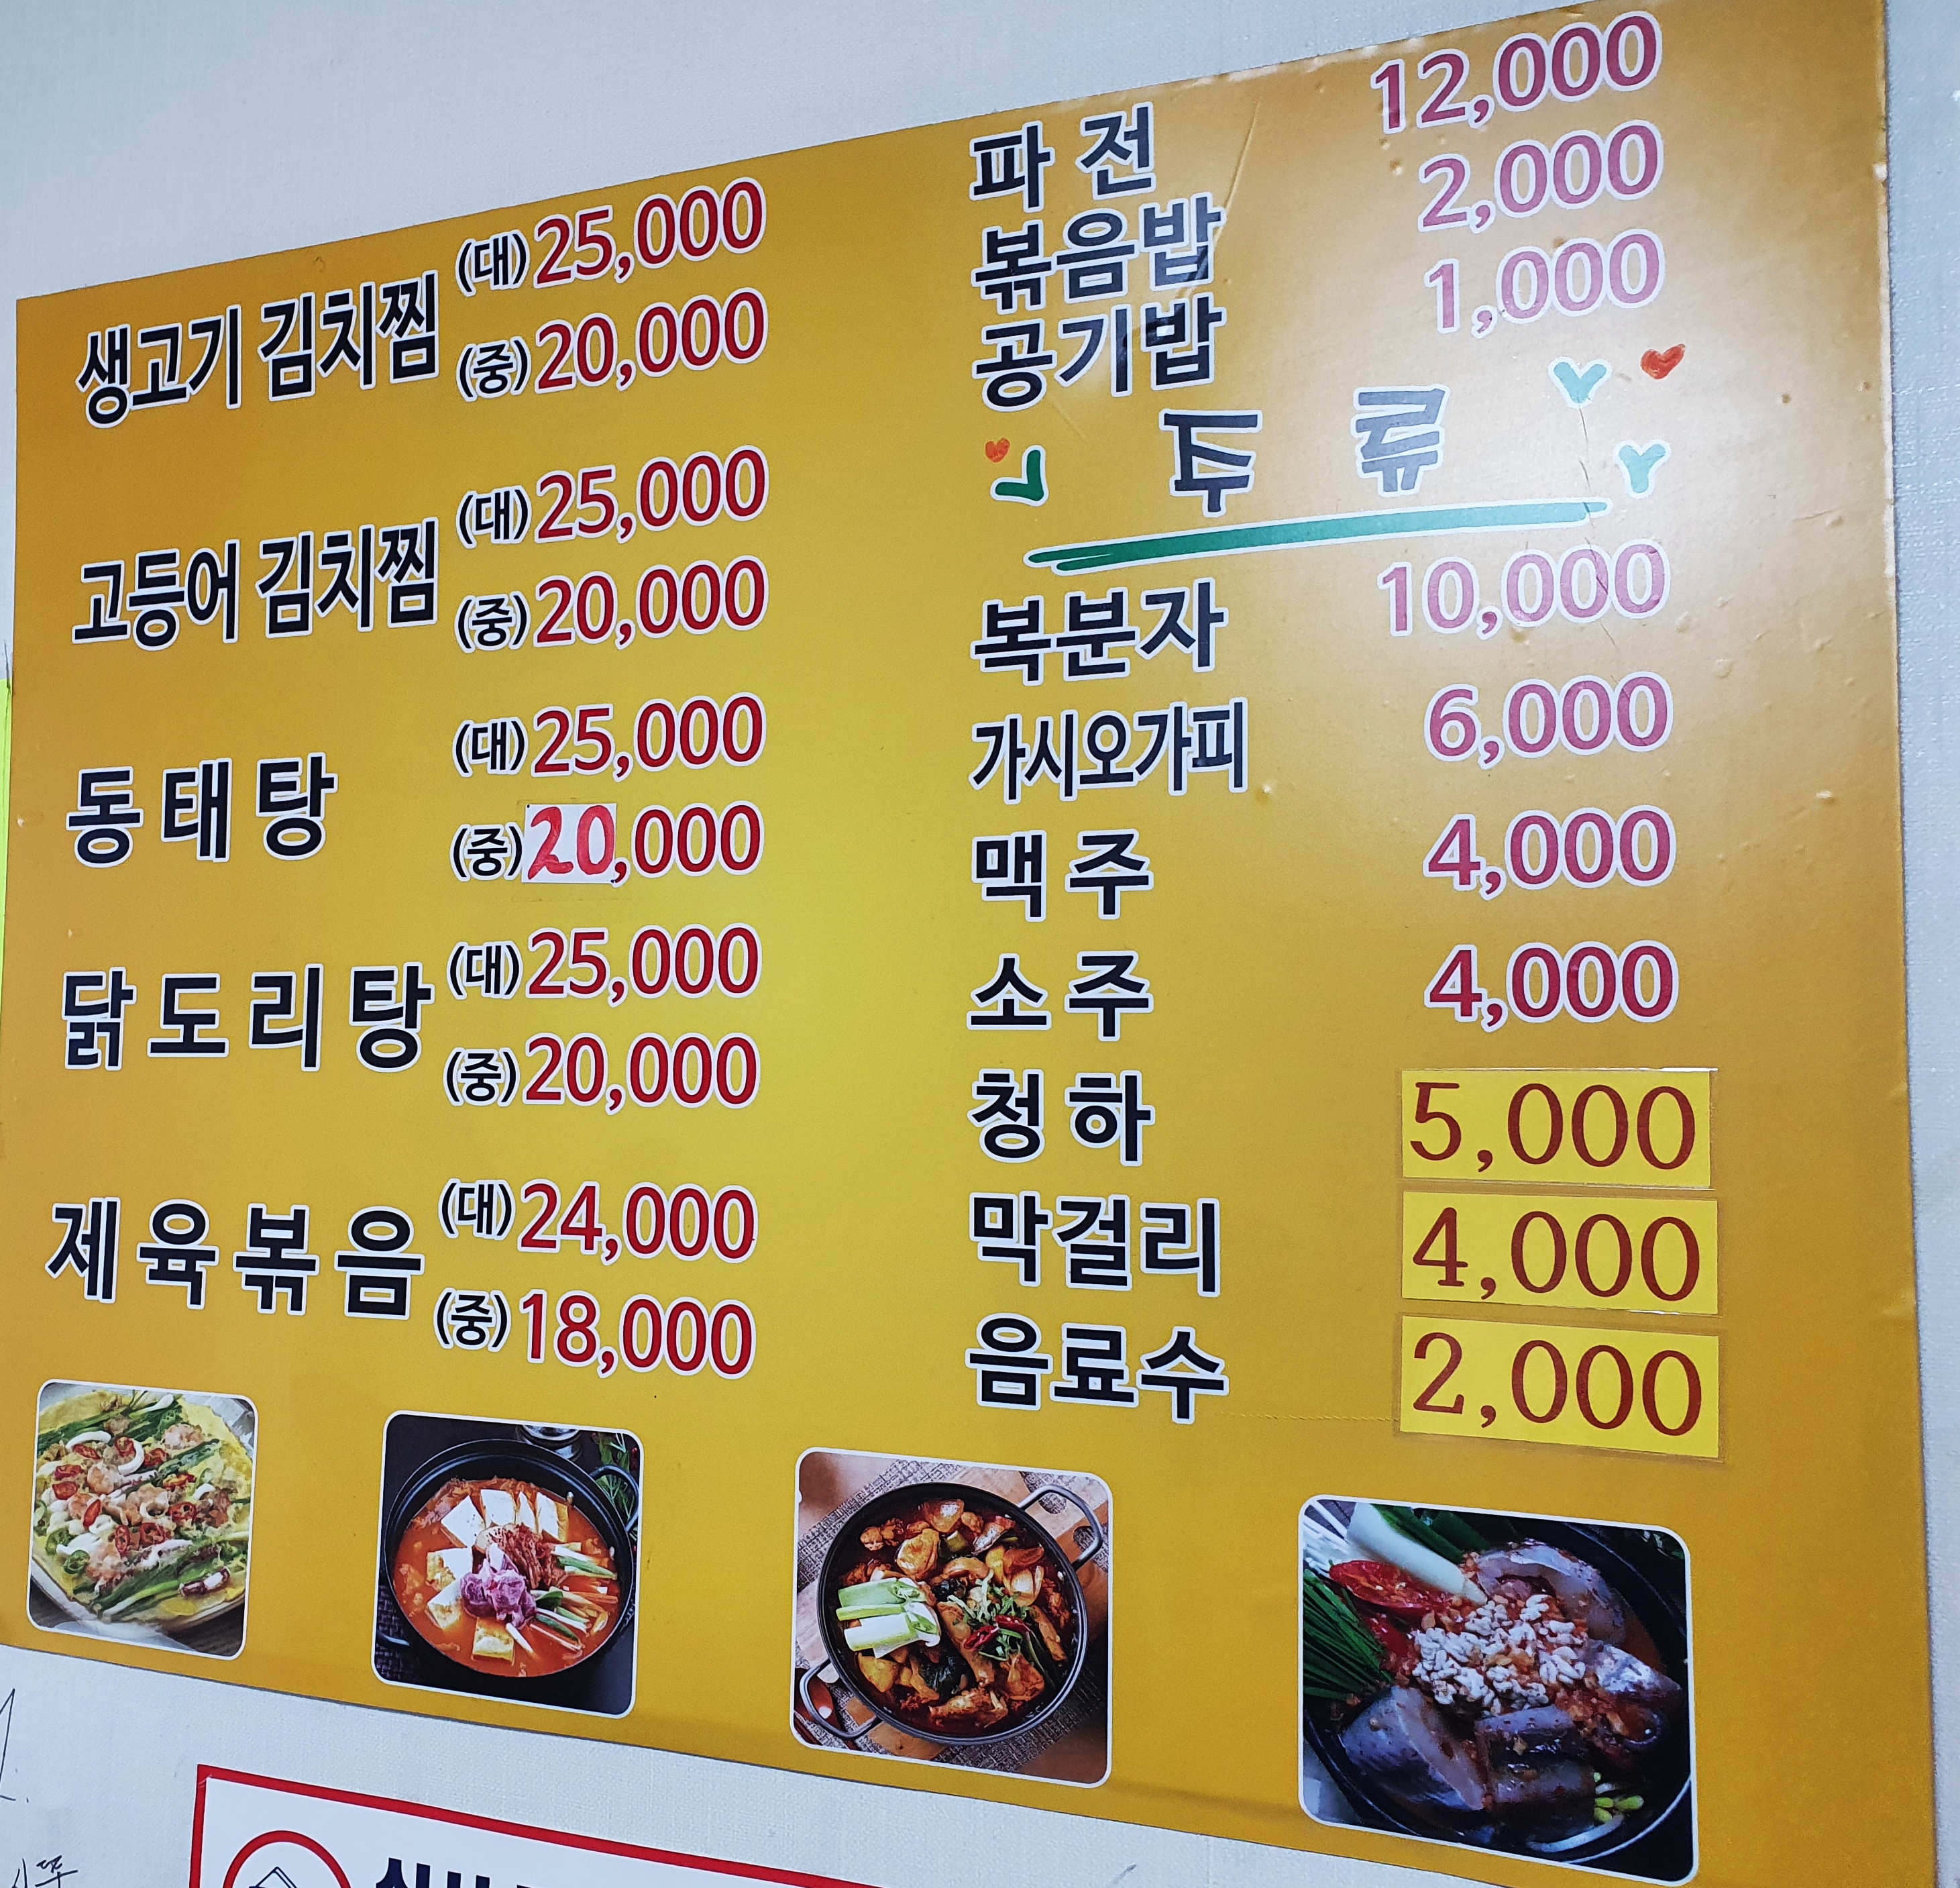 생고기 김치찜 (대) 25,000
(중) 20,000
고등어 김치찜 (대) 25,000
(중) 20,000
동태탕 (대) 25,000
(중) 20,000
닭도리탕 (대) 25,000
(중) 20,000
제육볶음 (대) 24,000
(중) 18,000
파전 12,000
볶음밥 2,000
공기밥 1,000
주류
복분자 10,000
가시오가피 6,000
맥주 4,000
소주 4,000
청하 5,000
막걸리 4,000
음료수 2,000